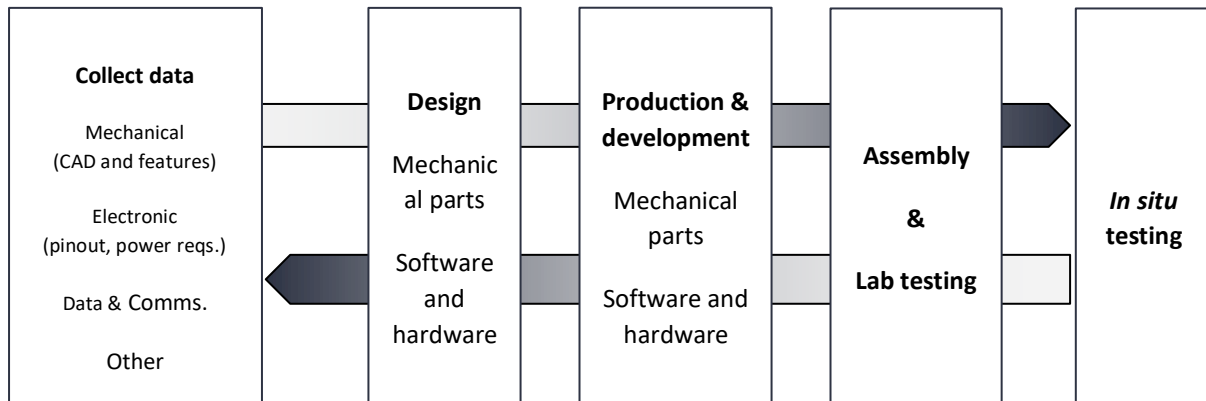 Collect data
Mechanical
(CAD and features)
Electronic
(pinout, power reqs.)
Data & Comms.
Other
Design
Mechanic
al parts
Software
and
hardware
Production &
development
Mechanical
parts
Software and
hardware
Assembly
&
Lab testing
In situ
testing